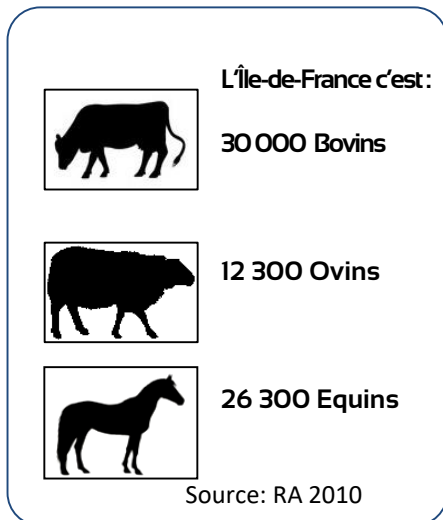 L'Île-de-France c'est :
30 000 Bovins
12 300 Ovins
26 300 Equins
Source: RA 2010